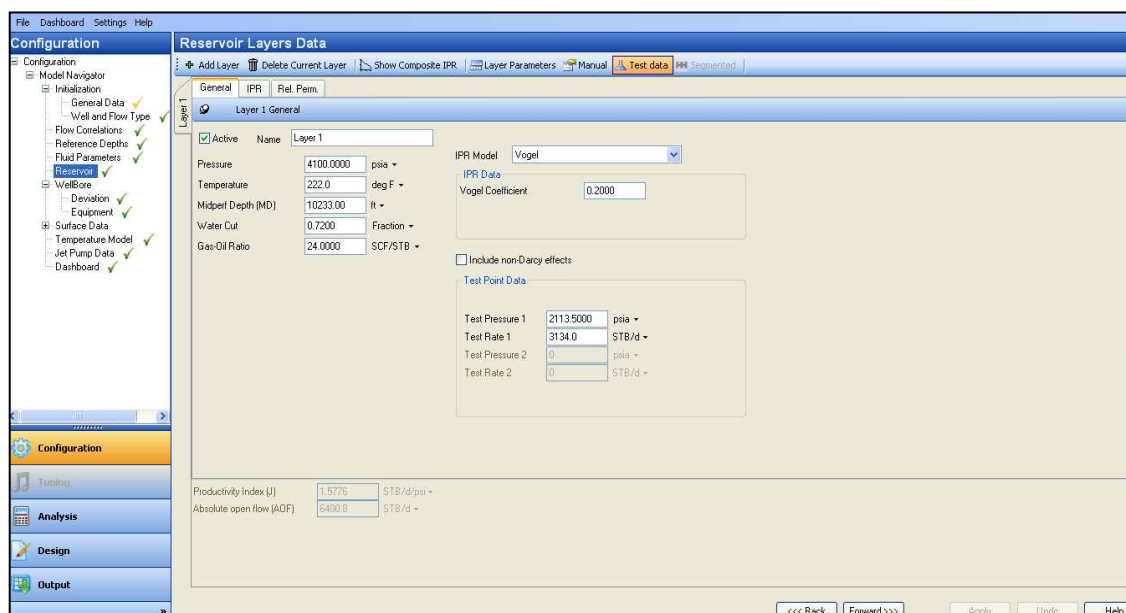 File Dashboard Settings Help
Configuration
Reservoir Layers Data
Configuration
Model Navigator
Initialization
General Data
Well and Flow Type
Flow Correlations
Reference Depths
Fluid Parameters
Reservoir
WellBore
Deviation
Equipment
Surface Data
Temperature Model
Jet Pump Data
Dashboard
Configuration
Tuning
Analysis
Design
Output
»
Add Layer Delete Current Layer Show Composite IPR Layer Parameters Manual Test data Segmented
General IPR Rel. Perm.
Layer 1
Layer 1 General
Active Name Layer 1
Pressure 4100.0000 psia
Temperature 222.0 deg F
Midperf Depth (MD) 10233.00 ft
Water Cut 0.7200 Fraction
Gas-Oil Ratio 24.0000 SCF/STB
IPR Model Vogel
IPR Data
Vogel Coefficient 0.2000
Include non-Darcy effects
Test Point Data
Test Pressure 1 2113.5000 psia
Test Rate 1 3134.0 STB/d
Test Pressure 2 0 psia
Test Rate 2 0 STB/d
Productivity Index (J) 1.5776 STB/d/psi
Absolute open flow (AOF) 6400.8 STB/d
<<< Back Forward >>> Apply Undo Help